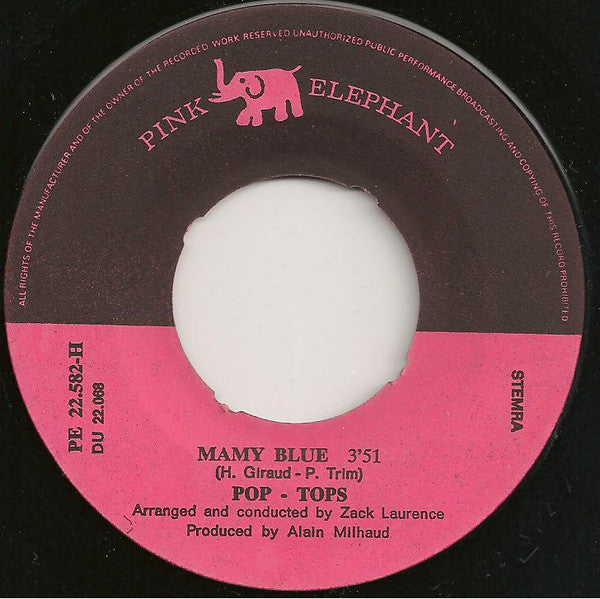 ALL RIGHTS OF THE MANUFACTURER AND OF THE OWNER OF THE RECORDED WORK RESERVED UNAUTHORIZED PUBLIC PERFORMANCE BROADCASTING AND COPYING OF THIS RECORD PROHIBITED
PINK ELEPHANT
PE 22.582-H
DU 22.068
STEMRA
MAMY BLUE 3'51
(H. Giraud - P. Trim)
POP - TOPS
Arranged and conducted by Zack Laurence
Produced by Alain Milhaud